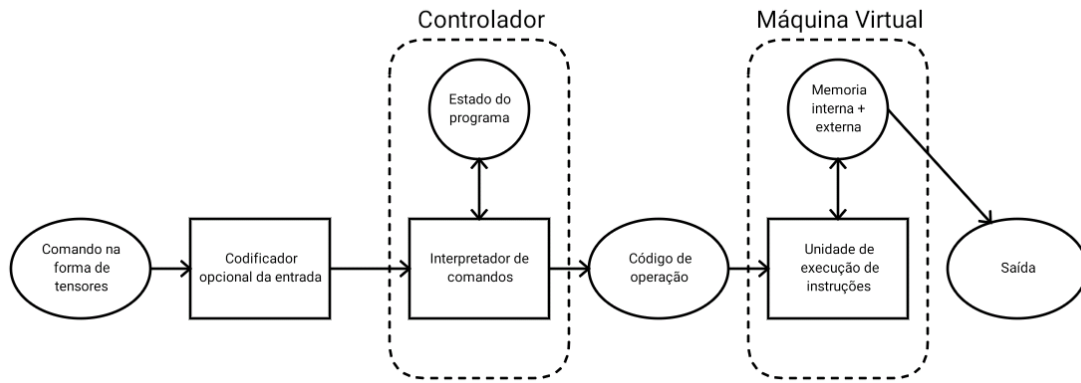 Controlador
Máquina Virtual
Estado do
programa
Memoria
interna +
externa
Comando na
forma de
tensores
Codificador
opcional da entrada
Interpretador de
comandos
Código de
operação
Unidade de
execução de
instruções
Saída